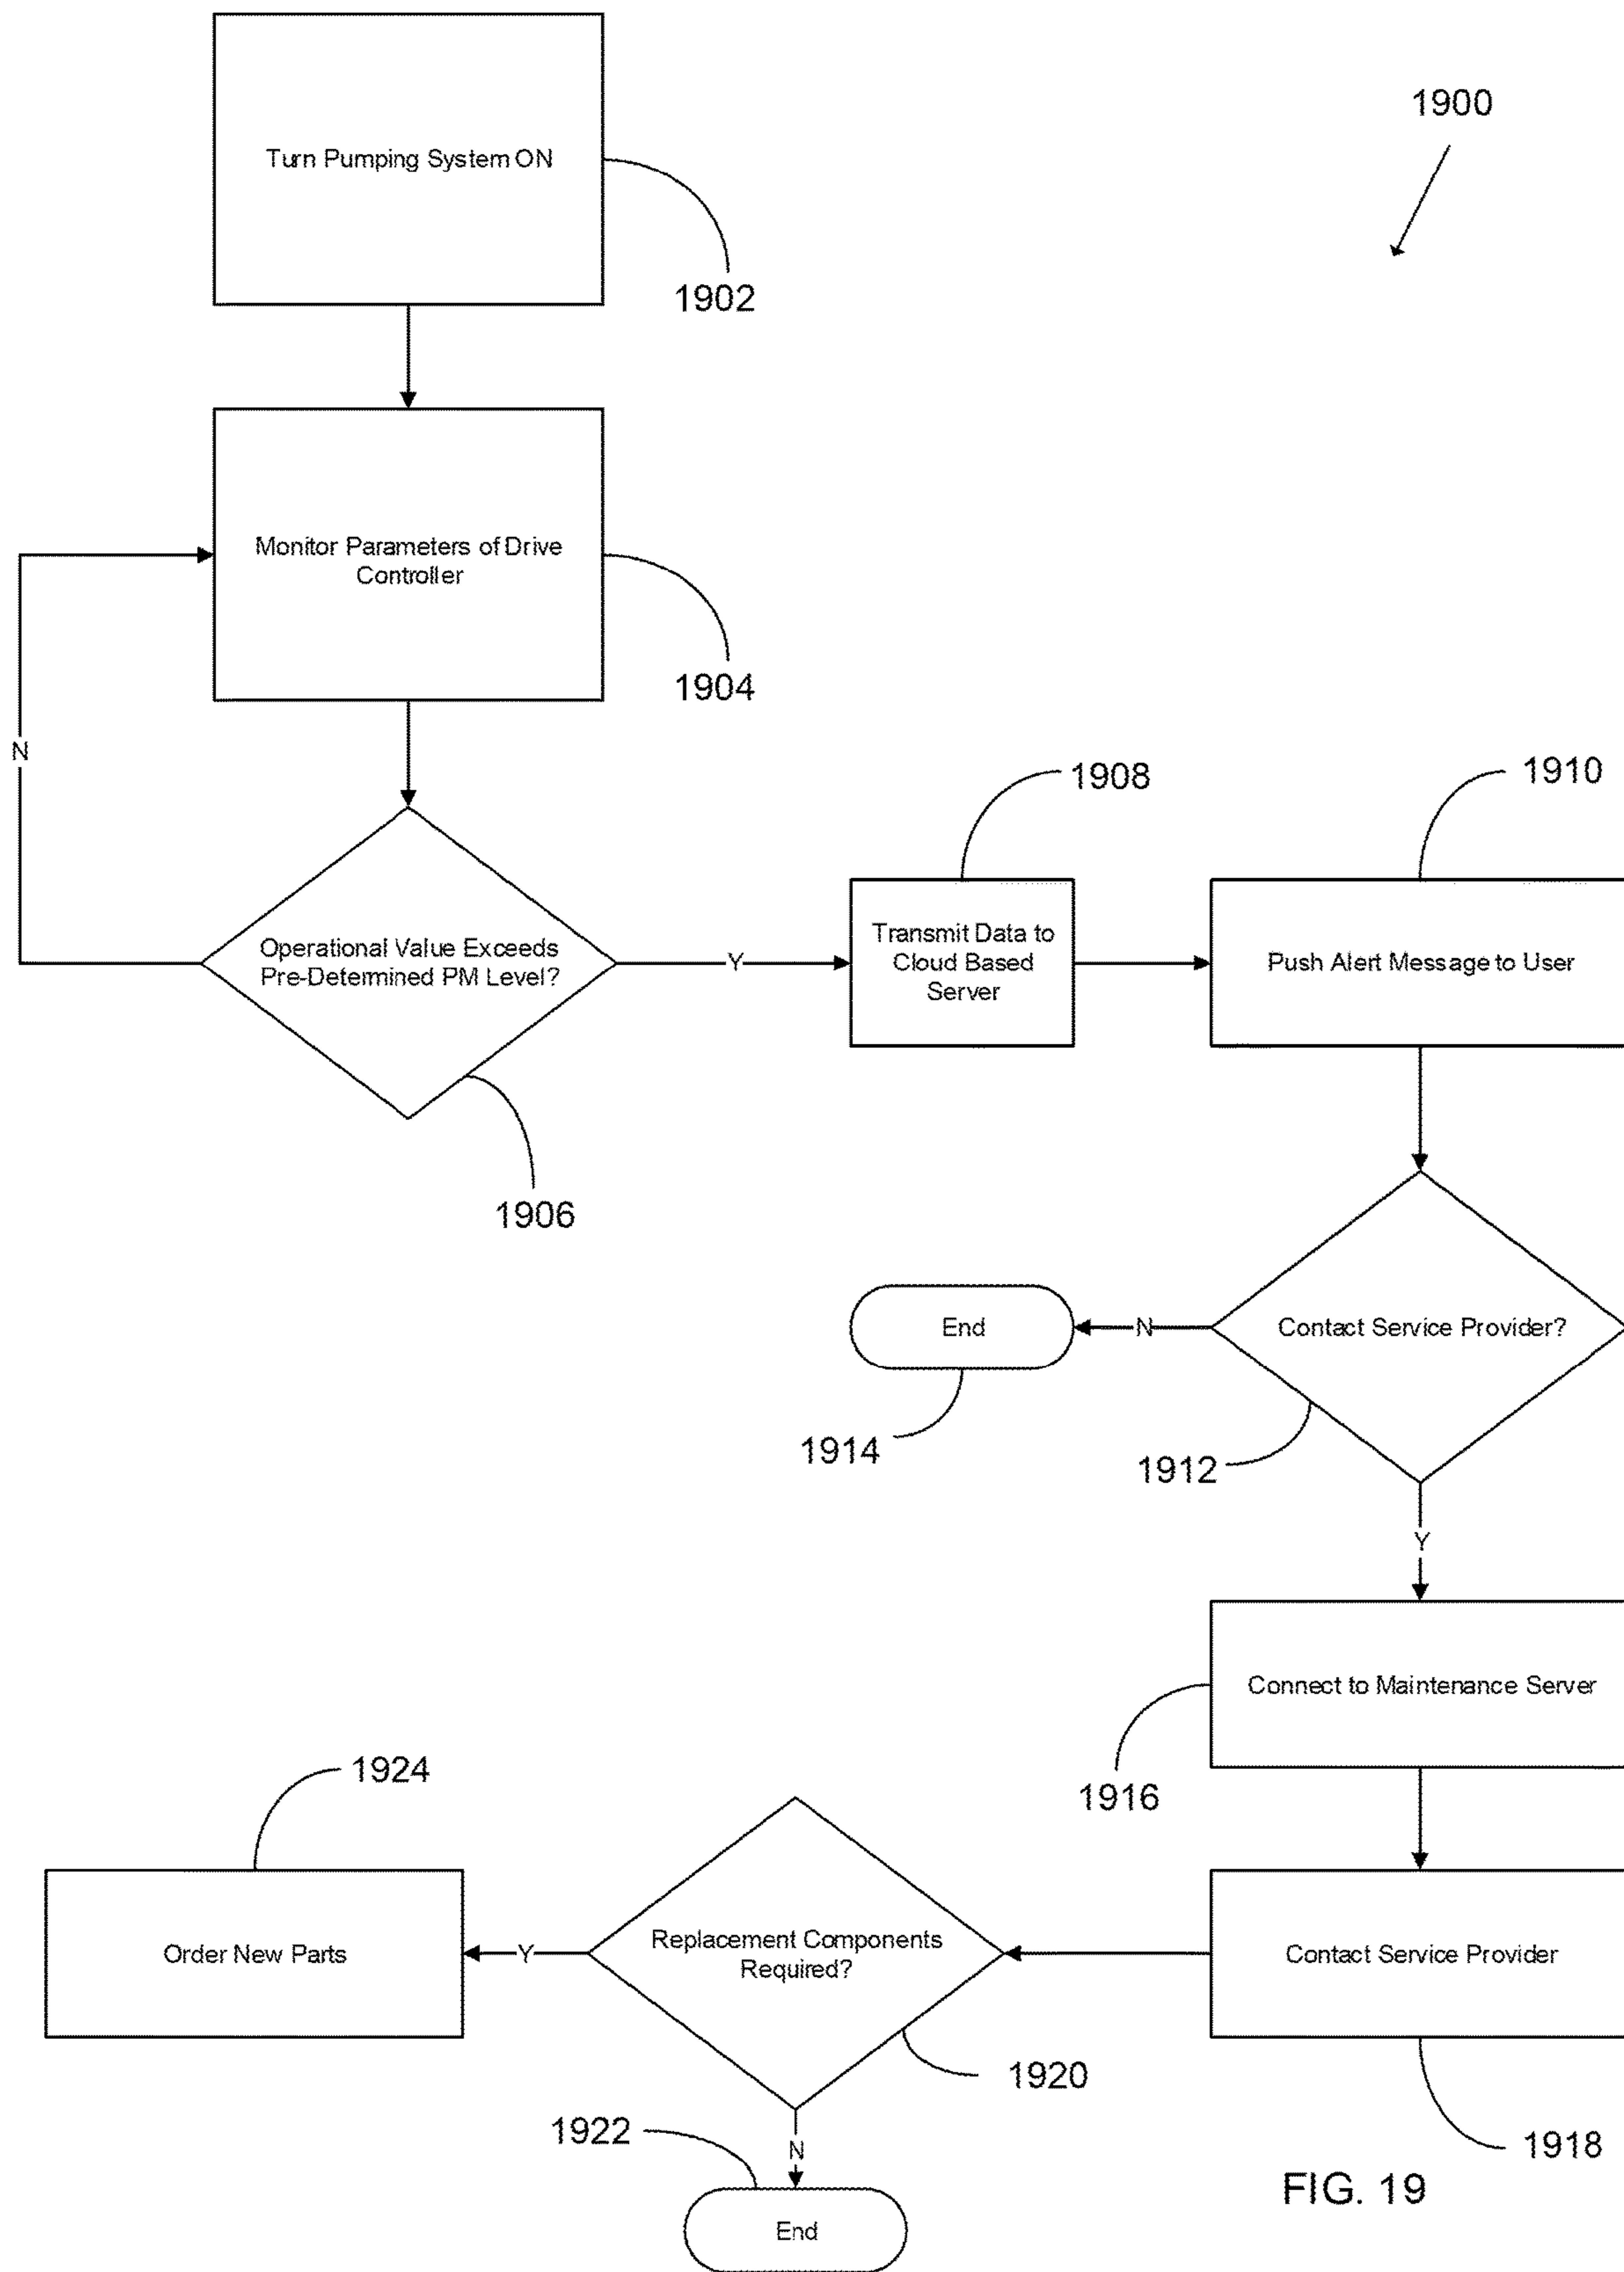 1900
Turn Pumping System ON
1902
Monitor Parameters of Drive
Controller
1904
N
Operational Value Exceeds
Pre-Determined PM Level?
1906
Y
1908
Transmit Data to
Cloud Based
Server
1910
Push Alert Message to User
Contact Service Provider?
1912
N
End
1914
Y
Connect to Maintenance Server
1916
Contact Service Provider
1918
Replacement Components
Required?
1920
Y
1924
Order New Parts
N
1922
End
FIG. 19